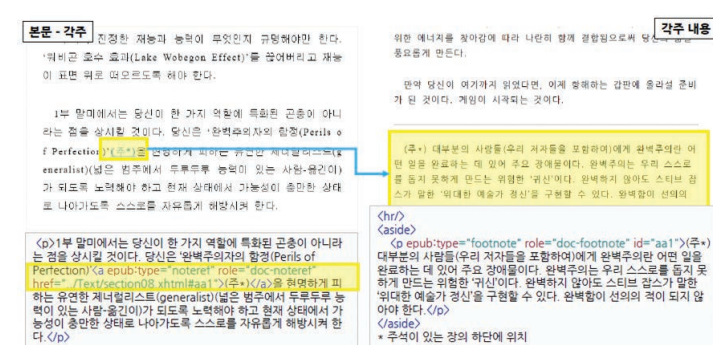 본문 - 각주
진정한 재능과 능력이 무엇인지 규명해야만 한다.
'워비곤 호수 효과(Lake Wobegon Effect)'를 끊어버리고 재능
이 표면 위로 떠오르도록 해야 한다.
1부 말미에서는 당신이 한 가지 역할에 특화된 곤충이 아니
라는 점을 상시킬 것이다. 당신은 '완벽주의자의 함정(Perils o
f Perfection)'(주*)을 현명하게 피하는 유연한 제너럴리스트(g
eneralist)(넓은 범주에서 두루두루 능력이 있는 사람-옮긴이)
가 되도록 노력해야 하고 현재 상태에서 가능성이 충만한 상태
로 나아가도록 스스로를 자유롭게 해방시켜 한다.
<p>1부 말미에서는 당신이 한 가지 역할에 특화된 곤충이 아니라
는 점을 상시킬 것이다. 당신은 '완벽주의자의 함정(Perils of
Perfection)'<a epub:type="noteref" role="doc-noteref"
href="../Text/section08.xhtml#aa1">(주*)</a>을 현명하게 피
하는 유연한 제너럴리스트(generalist)(넓은 범주에서 두루두루 능
력이 있는 사람-옮긴이)가 되도록 노력해야 하고 현재 상태에서 가
능성이 충만한 상태로 나아가도록 스스로를 자유롭게 해방시켜 한
다.</p>
각주 내용
위한 에너지를 찾아감에 따라 나란히 함께 결합됨으로써
풍요롭게 만든다.
만약 당신이 여기까지 읽었다면, 이제 항해하는 갑판에 올라설 준비
가 된 것이다. 게임이 시작되는 것이다.
(주*) 대부분의 사람들(우리 저자들을 포함하여)에게 완벽주의란 어
떤 일을 완료하는 데 있어 주요 장애물이다. 완벽주의는 우리 스스로
를 돕지 못하게 만드는 위험한 '귀신'이다. 완벽하지 않아도 스티브 잡
스가 말한 '위대한 예술가 정신'을 구현할 수 있다. 완벽함이 선의의
<hr/>
<aside>
<p epub:type="footnote" role="doc-footnote" id="aa1">(주*)
대부분의 사람들(우리 저자들을 포함하여)에게 완벽주의란 어떤 일을
완료하는 데 있어 주요 장애물이다. 완벽주의는 우리 스스로를 돕지 못
하게 만드는 위험한 '귀신'이다. 완벽하지 않아도 스티브 잡스가 말한
'위대한 예술가 정신'을 구현할 수 있다. 완벽함이 선의의 적이 되지 않
아야 한다.</p>
</aside>
* 주석이 있는 장의 하단에 위치